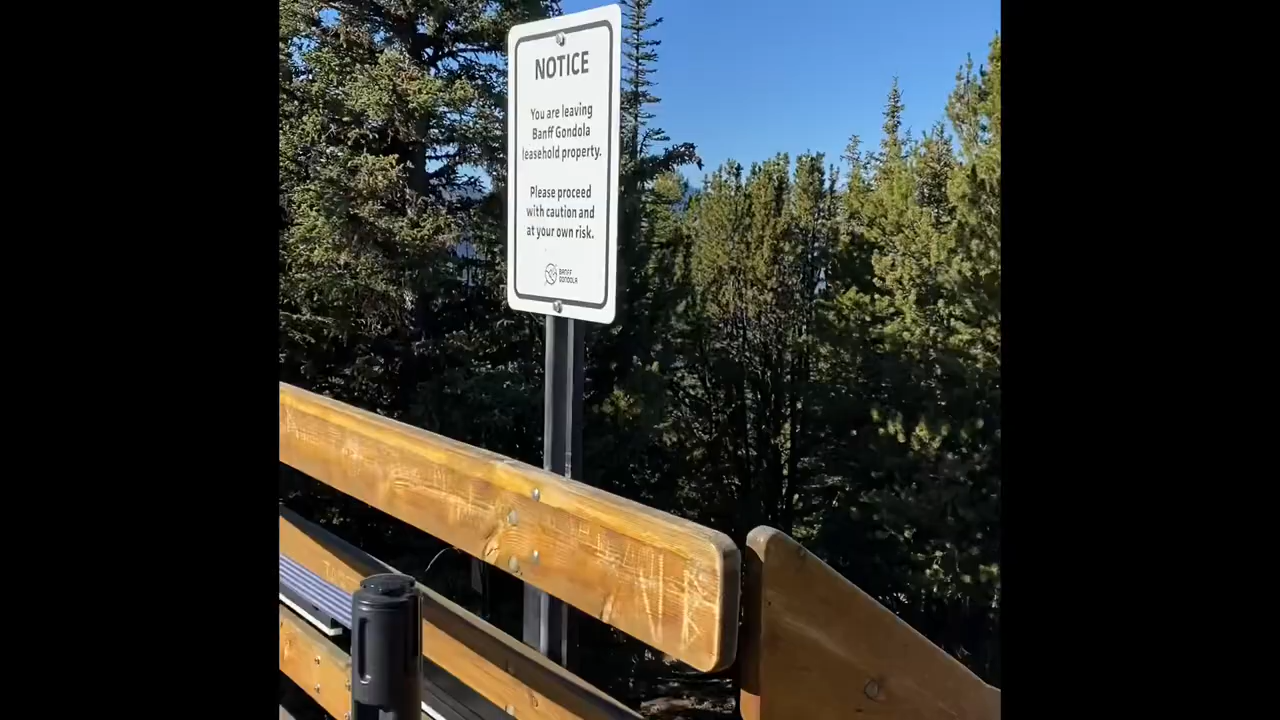 NOTICE
You are leaving
Banff Gondola
leasehold property.
Please proceed
with caution and
at your own risk.
BANFF
GONDOLA